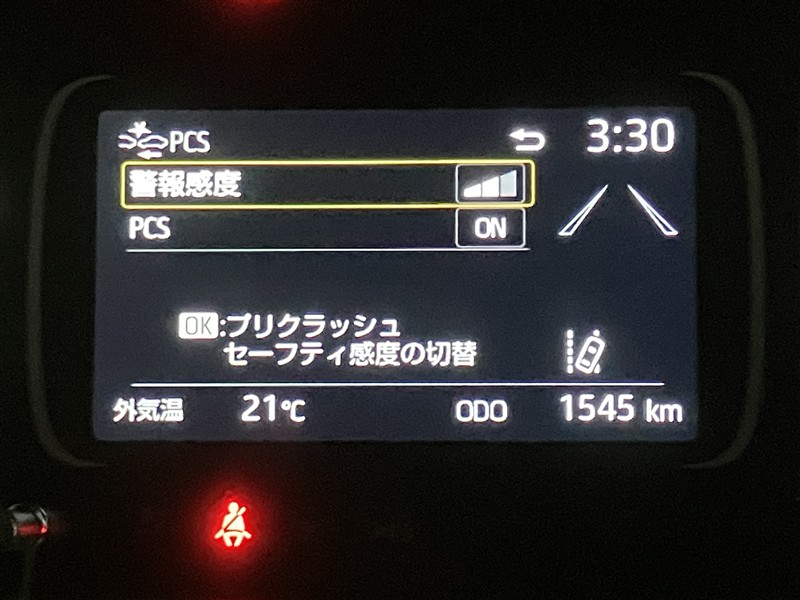 PCS
3:30
警報感度
PCS ON
OK:プリクラッシュ
セーフティ感度の切替
外気温 21℃ ODO 1545 km